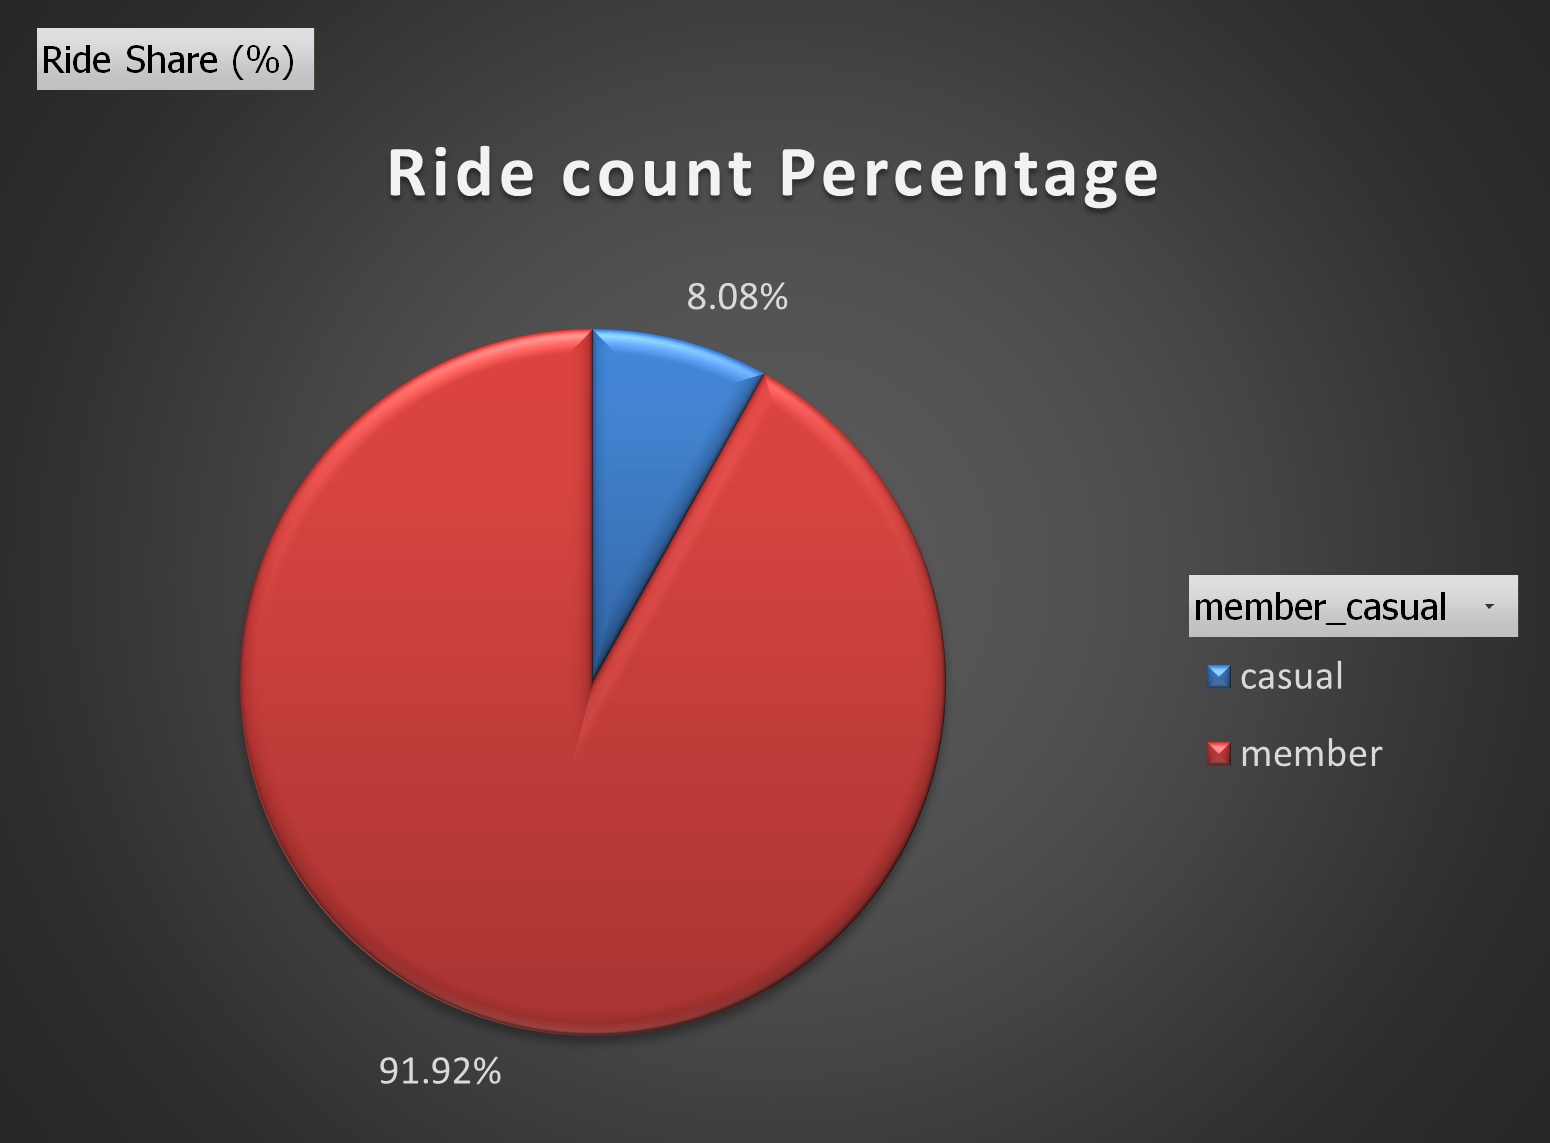 Ride Share (%)
Ride count Percentage
8.08%
member_casual
casual
member
91.92%